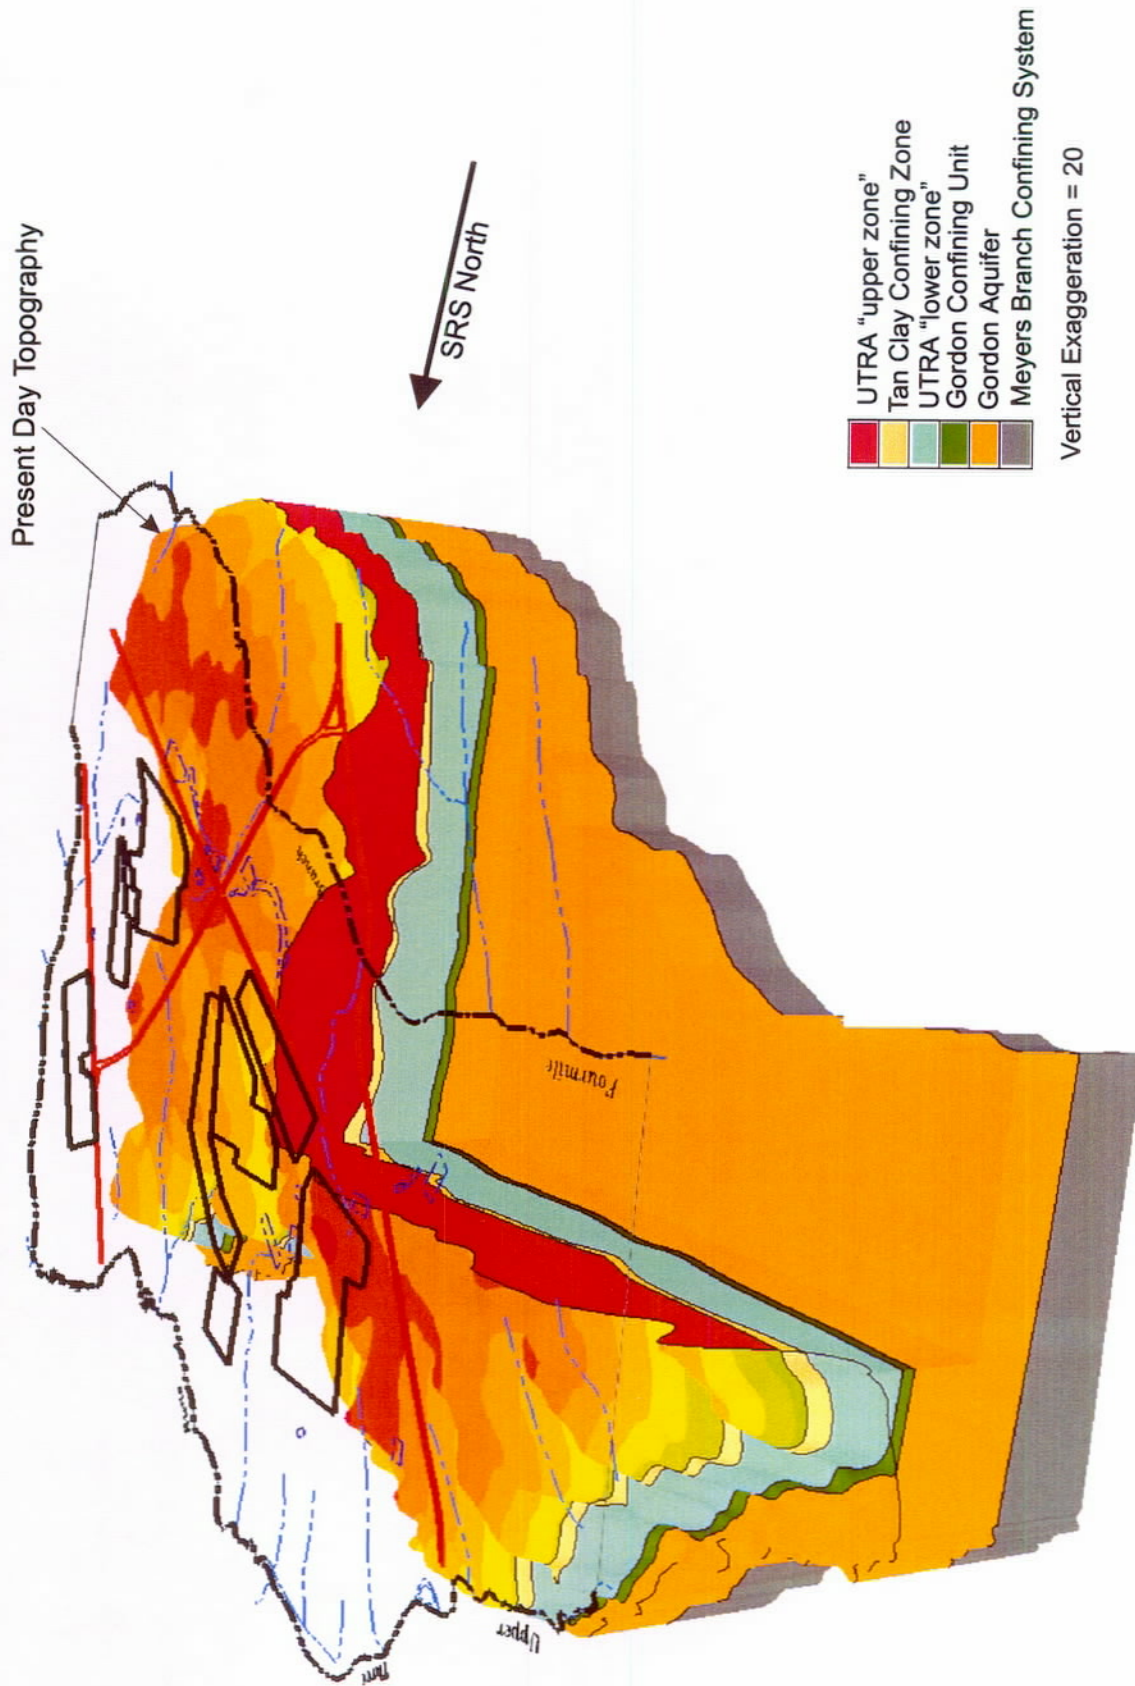 Present Day Topography
SRS North
Branch
Fourmile
Upper
UTRA “upper zone”
Tan Clay Confining Zone
UTRA “lower zone”
Gordon Confining Unit
Gordon Aquifer
Meyers Branch Confining System
Vertical Exaggeration = 20